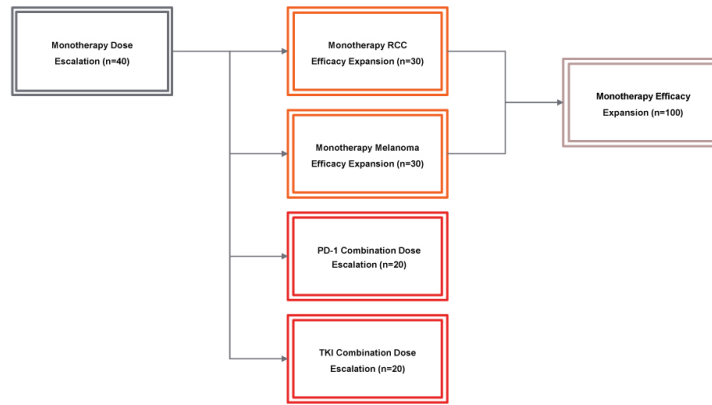 Monotherapy Dose
Escalation (n=40)
Monotherapy RCC
Efficacy Expansion (n=30)
Monotherapy Efficacy
Expansion (n=100)
Monotherapy Melanoma
Efficacy Expansion (n=30)
PD-1 Combination Dose
Escalation (n=20)
TKI Combination Dose
Escalation (n=20)